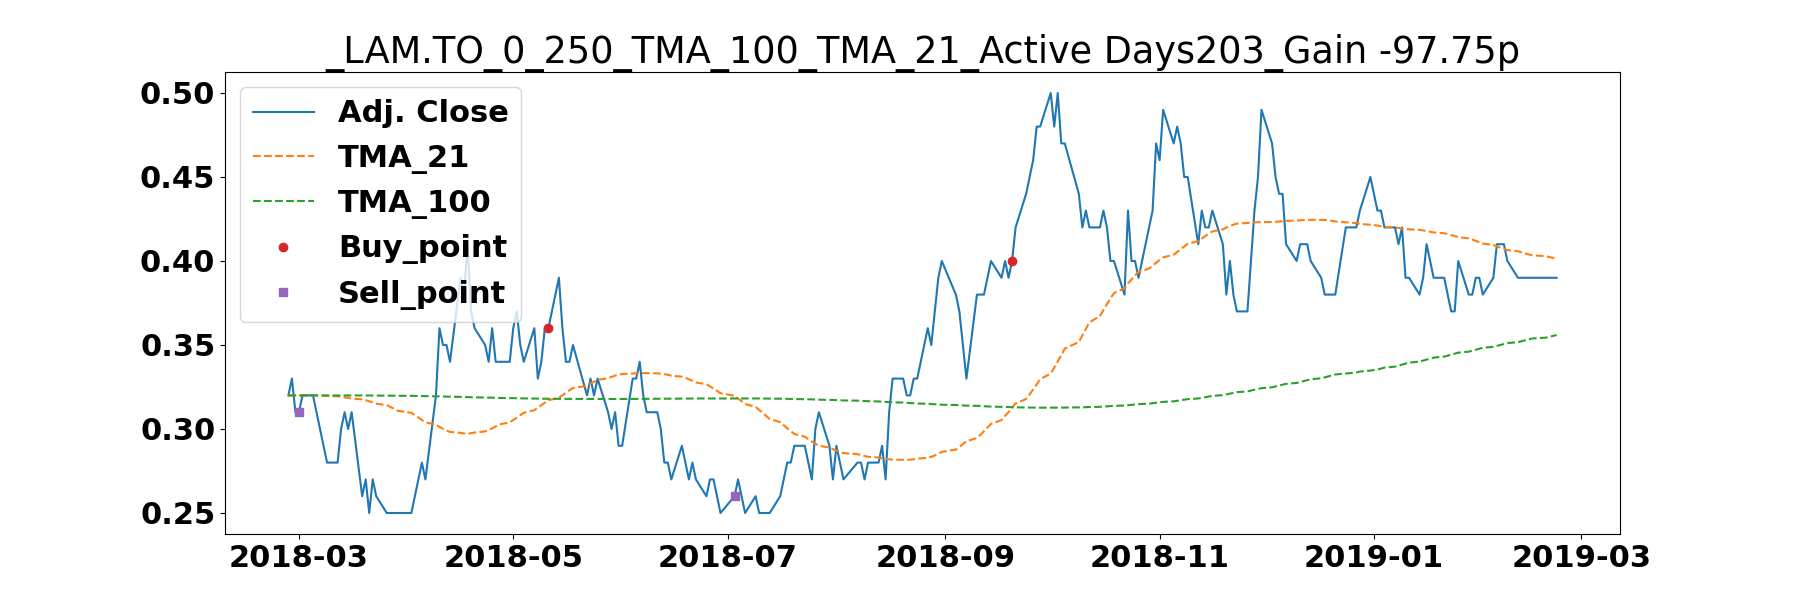 _LAM.TO_0_250_TMA_100_TMA_21_Active Days203_Gain -97.75p
0.50
0.45
0.40
0.35
0.30
0.25
Adj. Close
TMA_21
TMA_100
Buy_point
Sell_point
2018-03 2018-05 2018-07 2018-09 2018-11 2019-01 2019-03